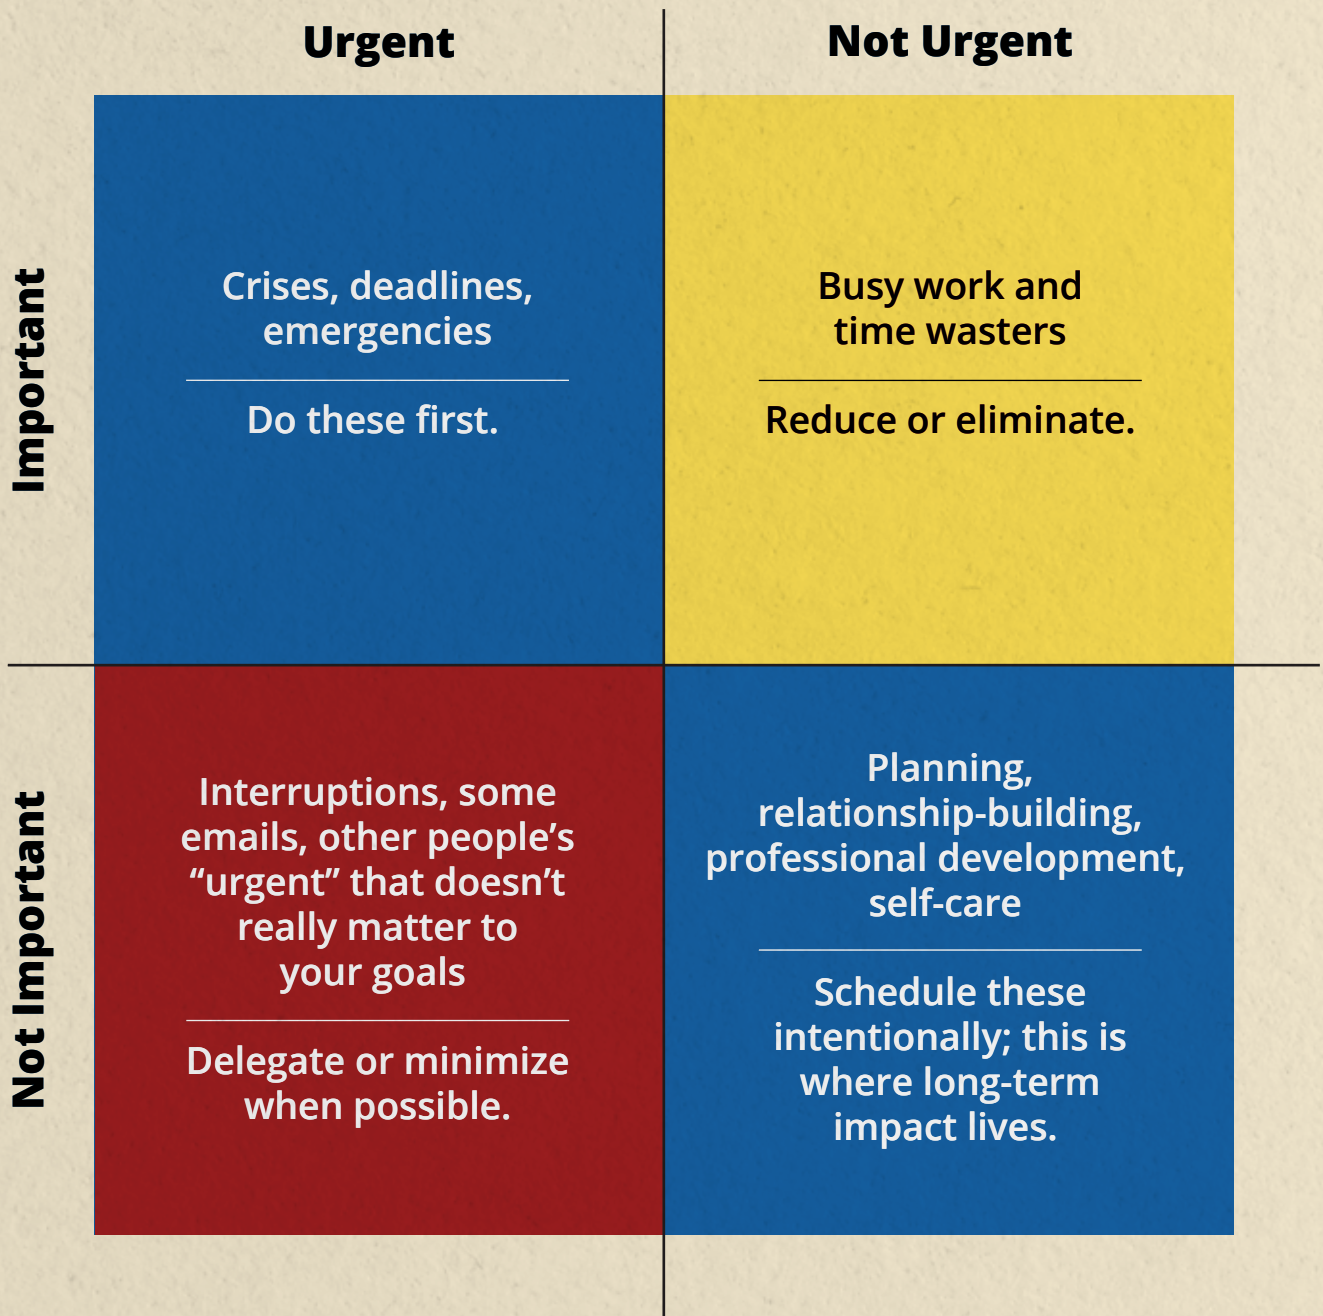 Urgent
Not Urgent
Important
Crises, deadlines,
emergencies
Do these first.
Busy work and
time wasters
Reduce or eliminate.
Not Important
Interruptions, some
emails, other people’s
“urgent” that doesn’t
really matter to
your goals
Delegate or minimize
when possible.
Planning,
relationship-building,
professional development,
self-care
Schedule these
intentionally; this is
where long-term
impact lives.